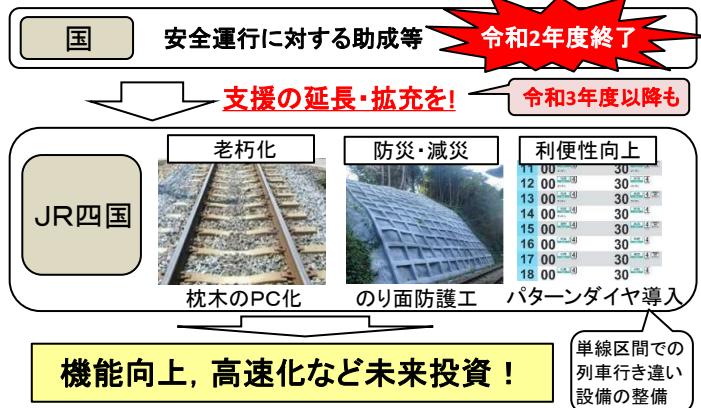 国
安全運行に対する助成等
令和2年度終了
支援の延長・拡充を!
令和3年度以降も
JR四国
老朽化
防災・減災
利便性向上
11 00 30
12 00 30
13 00 30
14 00 30
15 00 30
16 00 30
17 00 30
18 00 30
枕木のPC化
のり面防護工
パターンダイヤ導入
機能向上，高速化など未来投資！
単線区間での
列車行き違い
設備の整備